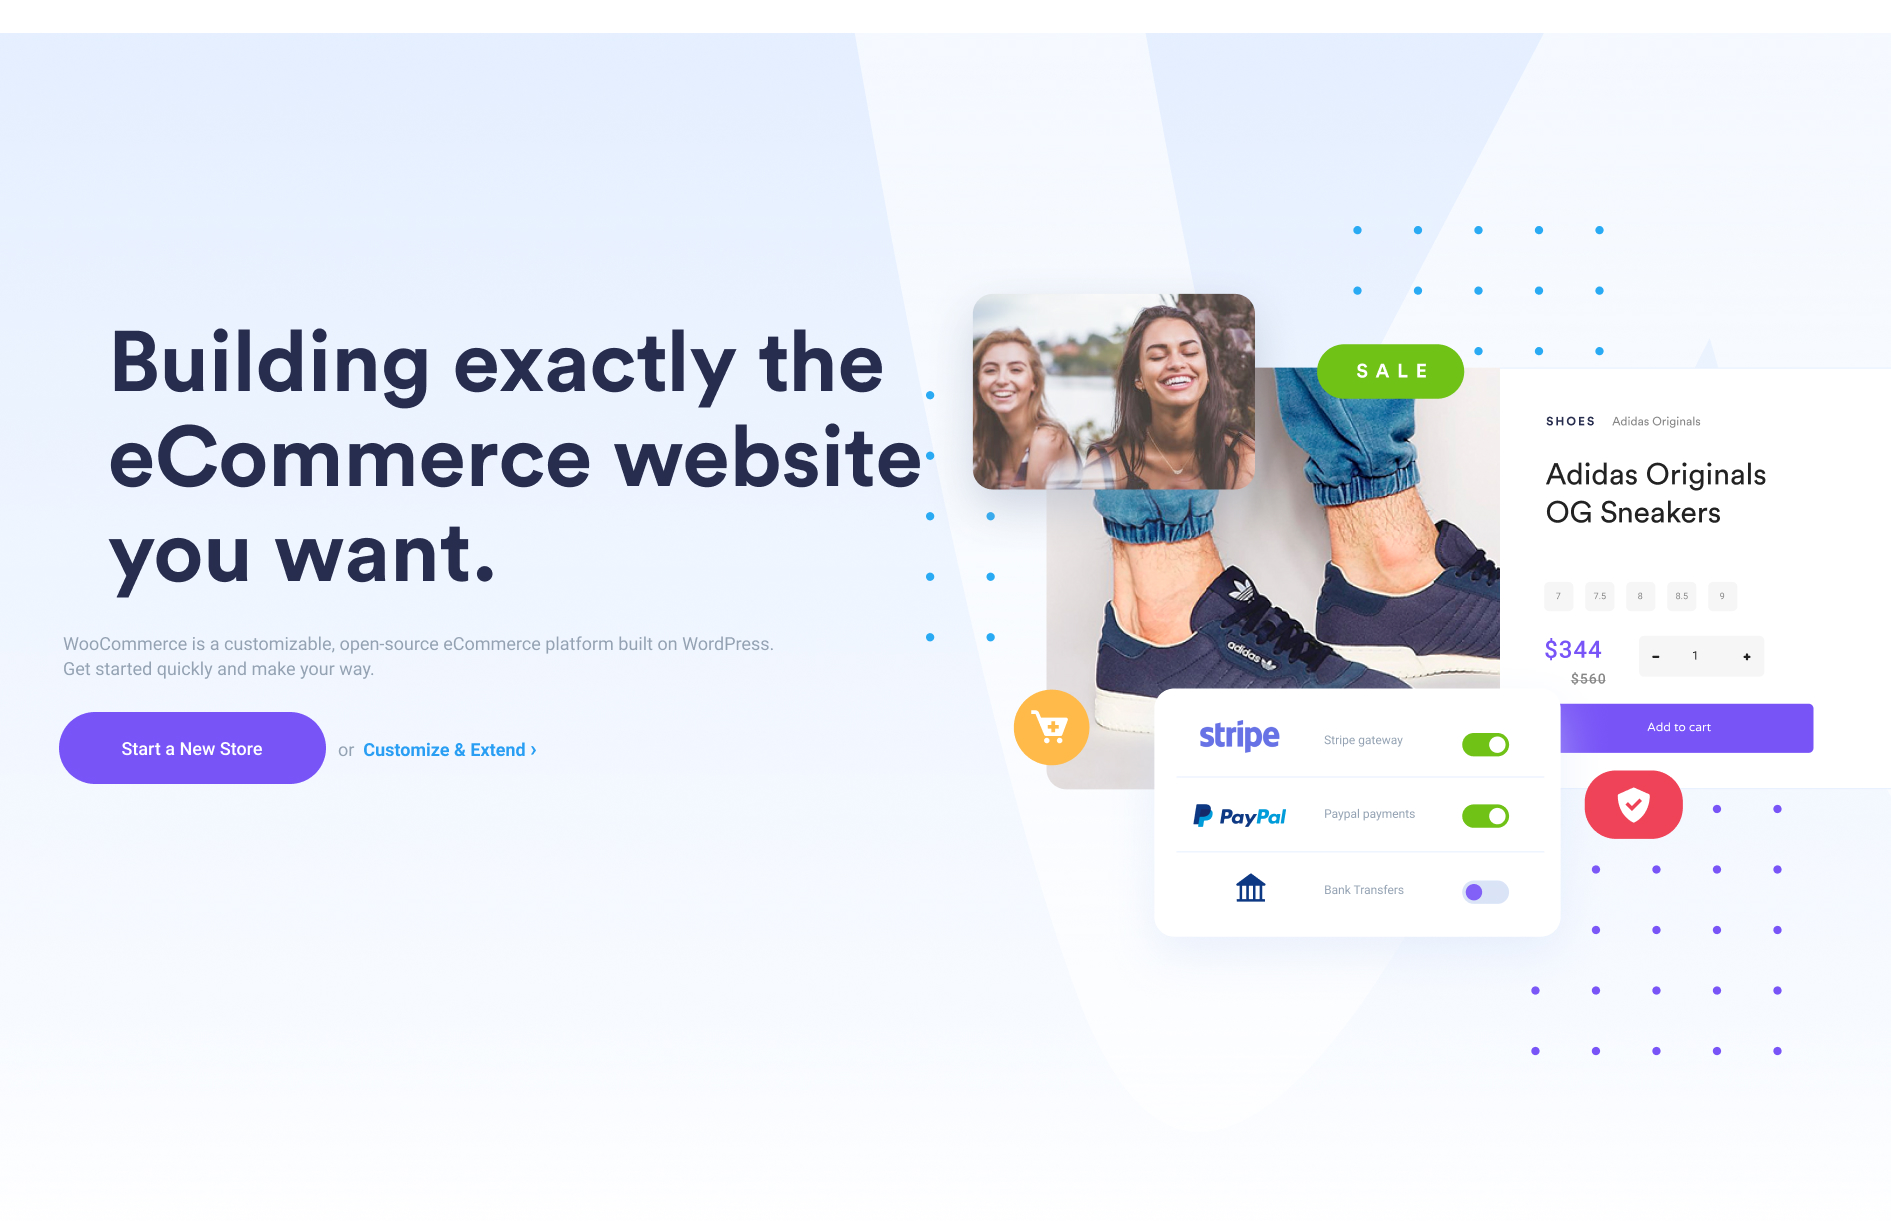 Building exactly the
eCommerce website
you want.
WooCommerce is a customizable, open-source eCommerce platform built on WordPress.
Get started quickly and make your way.
Start a New Store or Customize & Extend ›
SALE
SHOES Adidas Originals
Adidas Originals
OG Sneakers
7 7.5 8 8.5 9
$344 - 1 +
$560
Add to cart
adidas
stripe Stripe gateway
PayPal Paypal payments
Bank Transfers